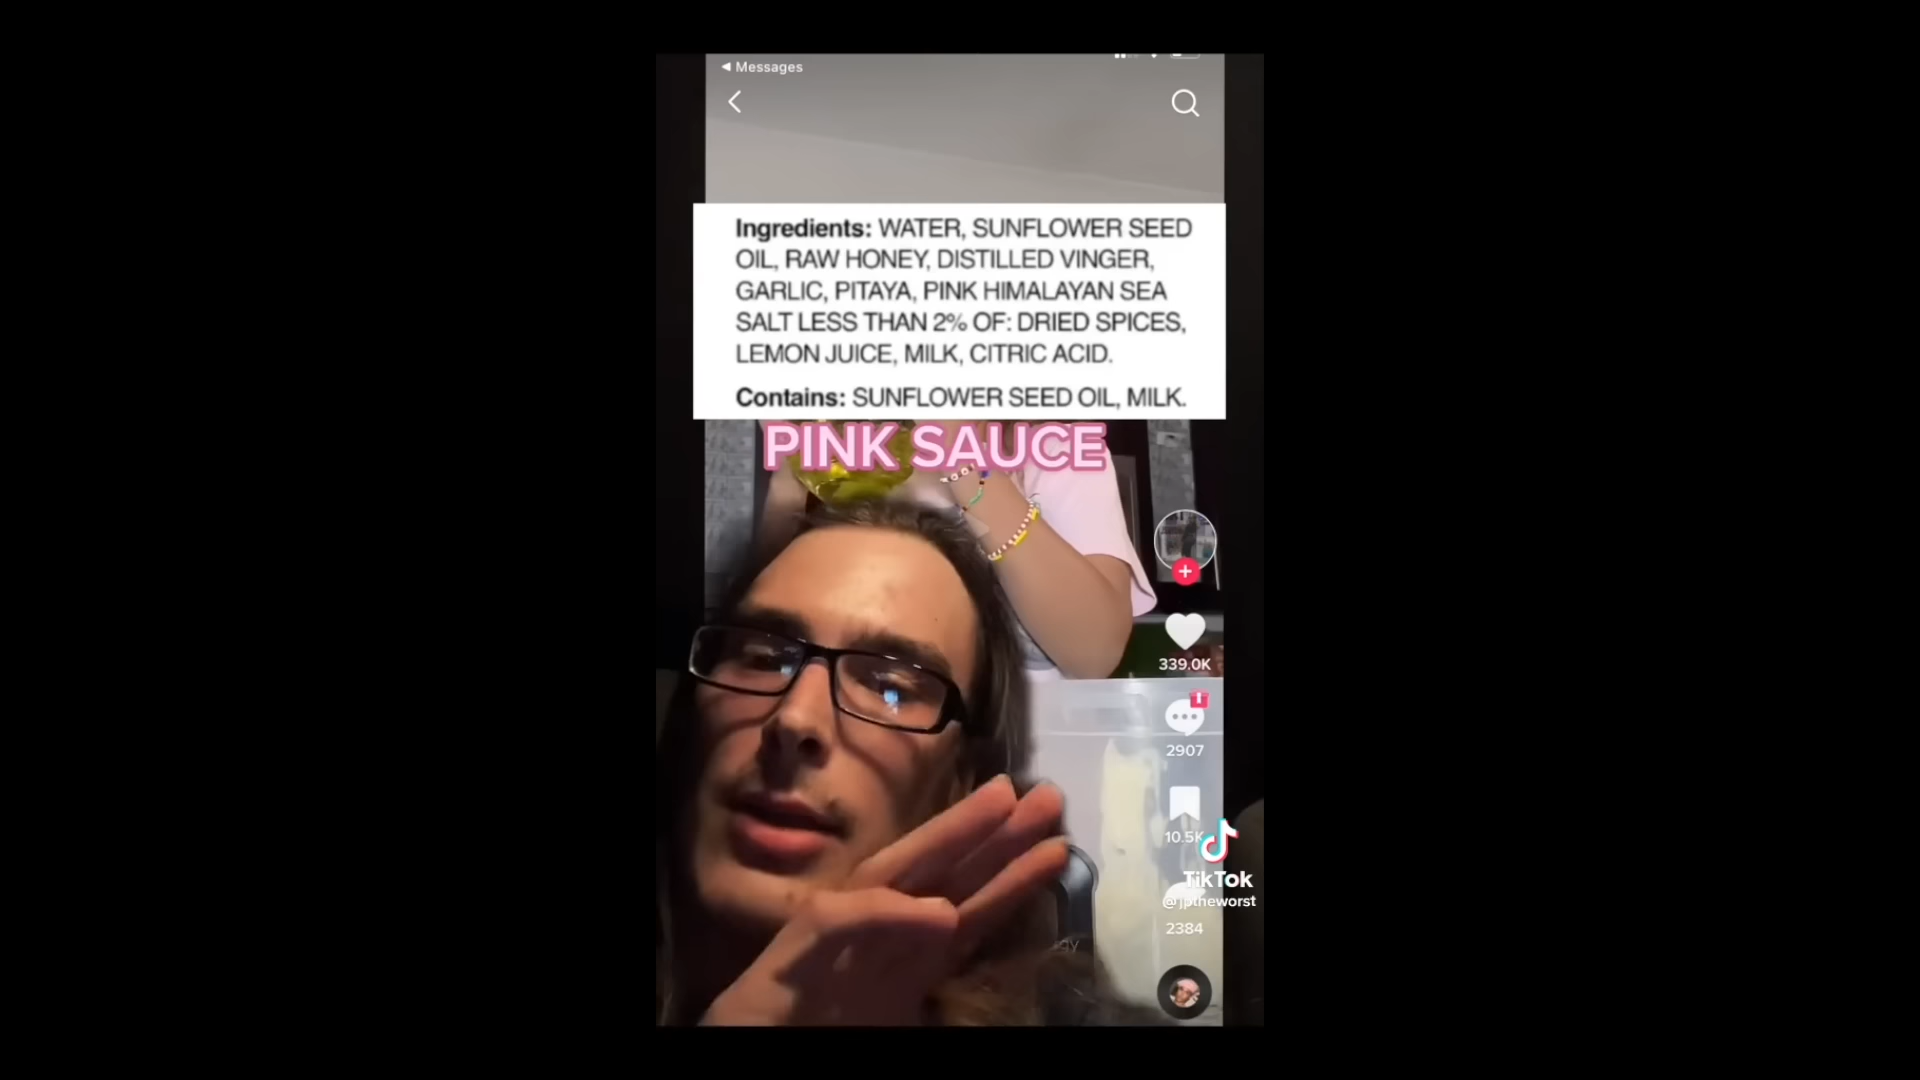 ◀ Messages
Ingredients: WATER, SUNFLOWER SEED
OIL, RAW HONEY, DISTILLED VINGER,
GARLIC, PITAYA, PINK HIMALAYAN SEA
SALT LESS THAN 2% OF: DRIED SPICES,
LEMON JUICE, MILK, CITRIC ACID.
Contains: SUNFLOWER SEED OIL, MILK.
PINK SAUCE
339.0K
2907
10.5K
TikTok
@jptheworst
2384